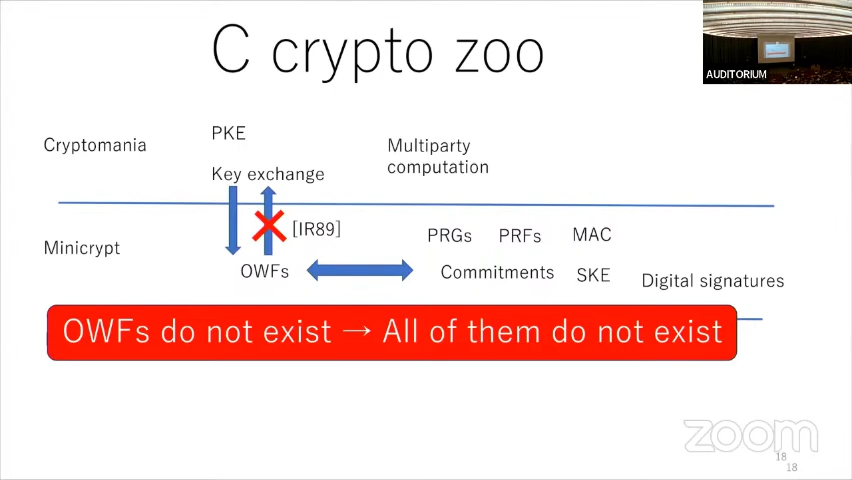 C crypto zoo
AUDITORIUM
Cryptomania
PKE
Key exchange
Multiparty
computation
Minicrypt
[IR89]
OWFs
PRGs
PRFs
MAC
Commitments
SKE
Digital signatures
OWFs do not exist → All of them do not exist
zoom
18
18